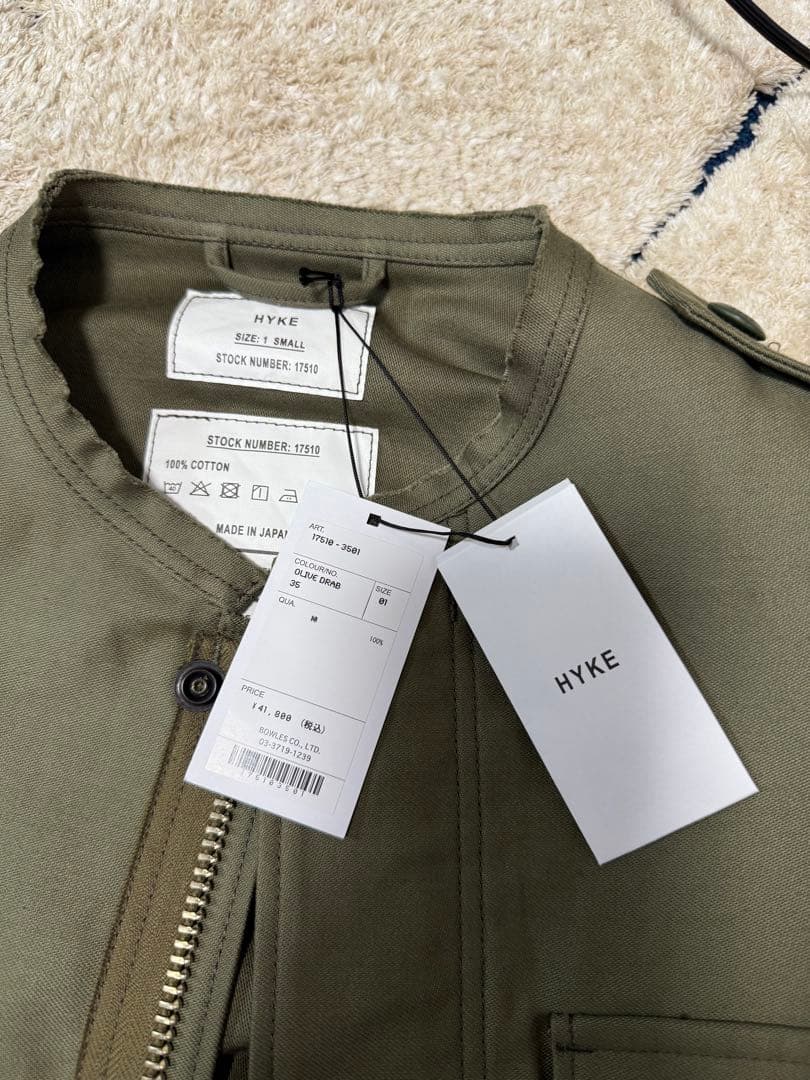 HYKE
SIZE: 1 SMALL
STOCK NUMBER: 17510
STOCK NUMBER: 17510
100% COTTON
40
MADE IN JAPAN
ART.
17510-3501
COLOUR/NO.
OLIVE DRAB
35
SIZE
01
QUA.
綿
100%
PRICE
¥41,800 (税込)
BOWLES CO., LTD.
03-3719-1239
175103501
HYKE